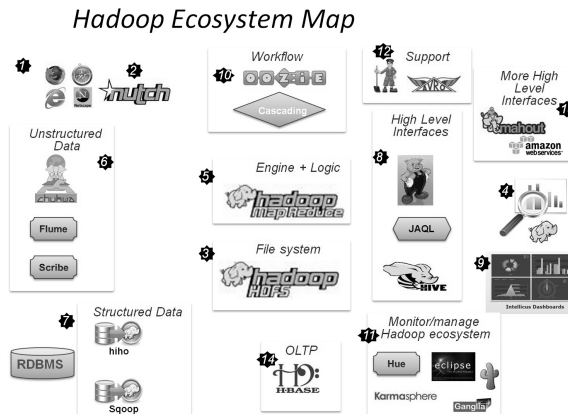 Hadoop Ecosystem Map
1
2
nutch
Netscape
10
Workflow
OOZIE
Cascading
12
Support
AVRO
More High
Level
Interfaces
1
mahout
amazon
webservices
Unstructured
Data
6
chukwa
Flume
Scribe
5
Engine + Logic
hadoop
MapReduce
3
File system
hadoop
HDFS
High Level
Interfaces
8
JAQL
HIVE
4
9
Intellicus Dashboards
7
Structured Data
RDBMS
hiho
Sqoop
14
OLTP
H:
H·BASE
11
Monitor/manage
Hadoop ecosystem
Hue
eclipse
Karmasphere
Ganglia